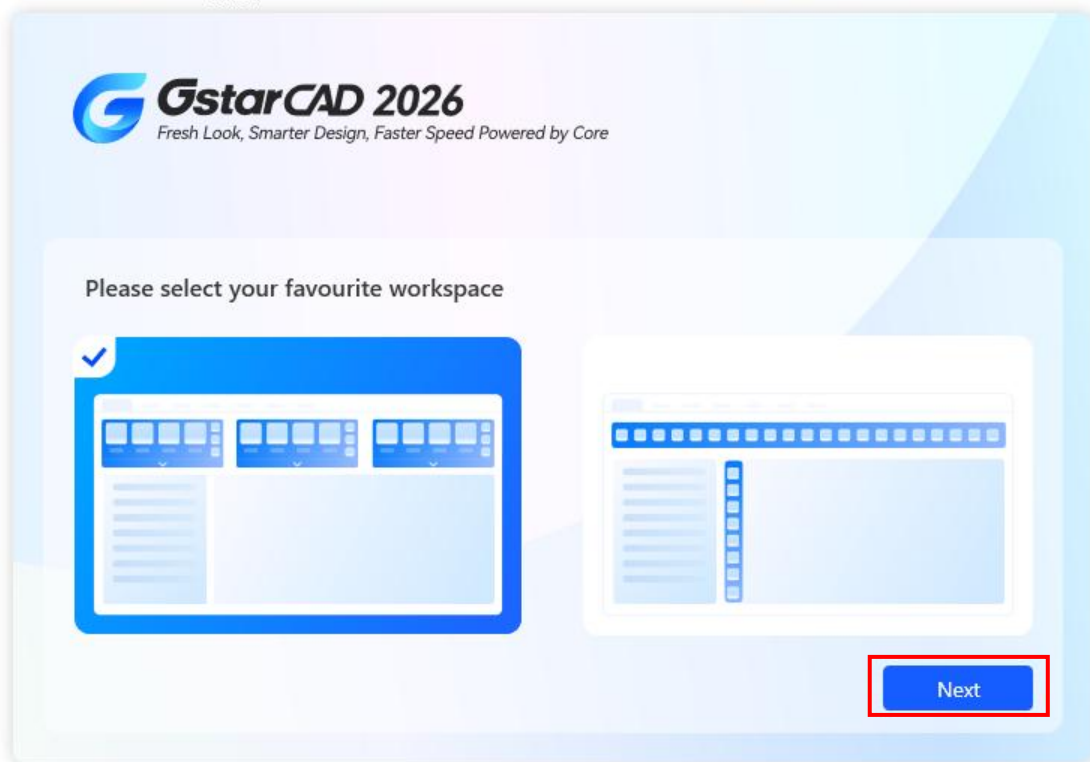 GstarCAD 2026
Fresh Look, Smarter Design, Faster Speed Powered by Core
Please select your favourite workspace
Next